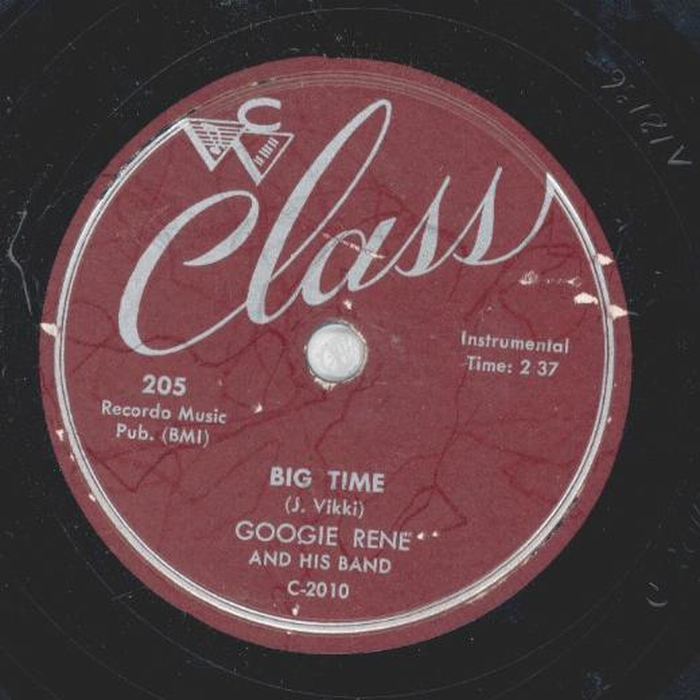 Class
Instrumental
Time: 2 37
205
Recordo Music
Pub. (BMI)
BIG TIME
(J. Vikki)
GOOGIE RENE
AND HIS BAND
C-2010